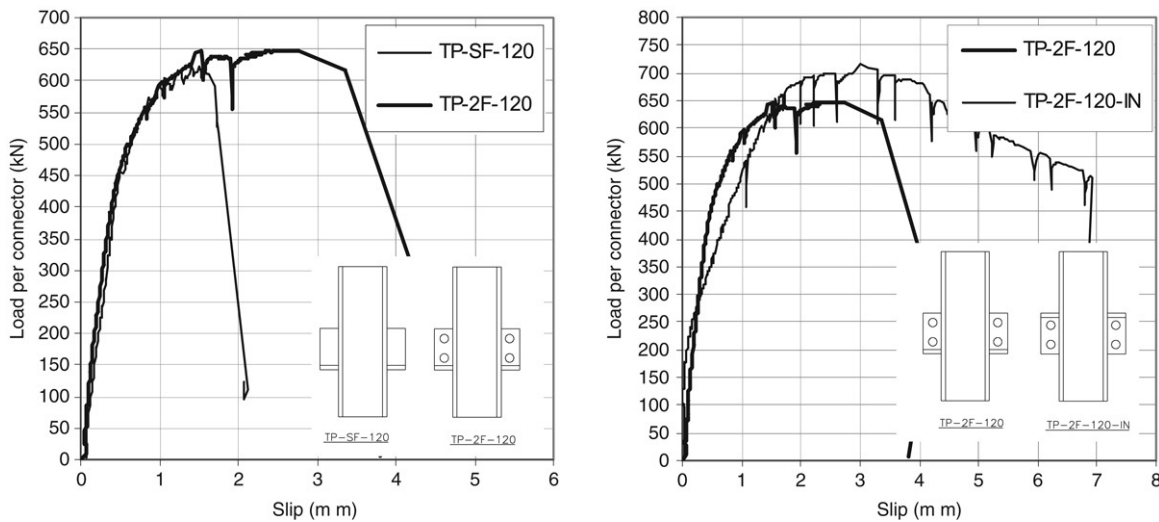 700
650
600
550
500
450
400
350
300
250
200
150
100
50
0
Load per connector (kN)
TP-SF-120
TP-2F-120
TP-SF-120
TP-2F-120
0 1 2 3 4 5 6
Slip (m m)
800
750
700
650
600
550
500
450
400
350
300
250
200
150
100
50
0
Load per connector (kN)
TP-2F-120
TP-2F-120-IN
TP-2F-120
TP-2F-120-IN
0 1 2 3 4 5 6 7 8
Slip (m m)